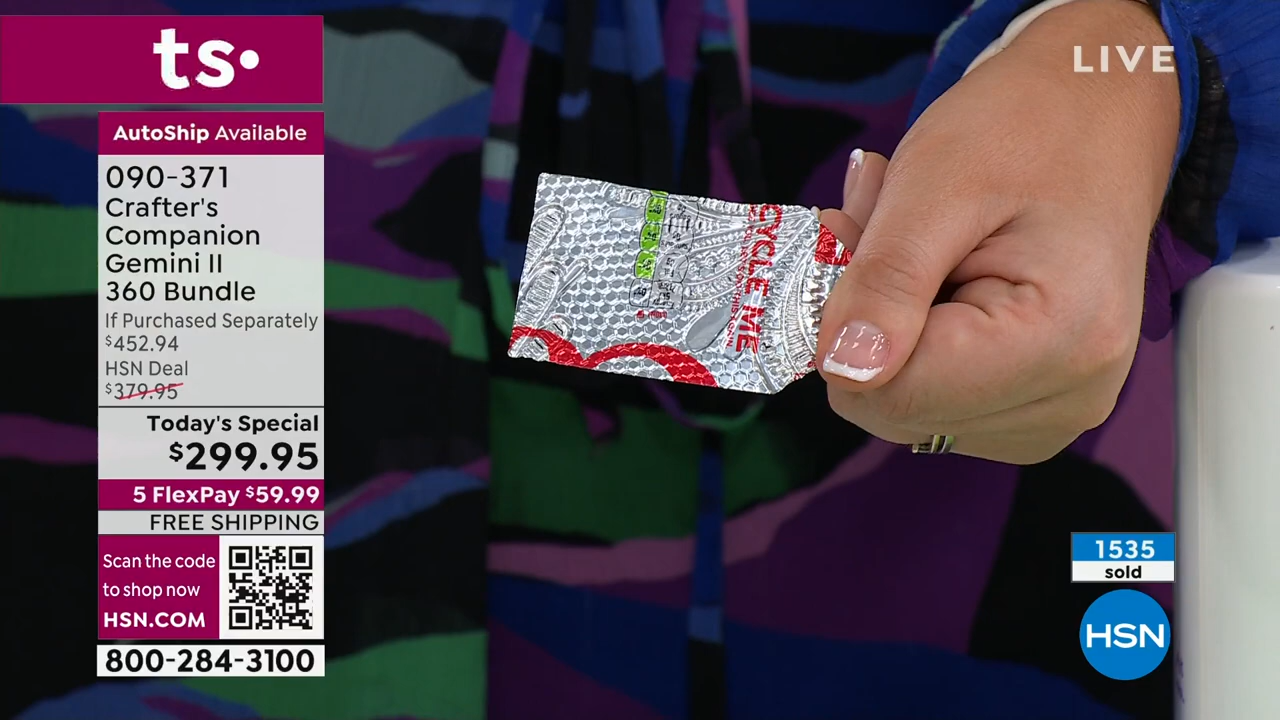 ts.
AutoShip Available
090-371
Crafter's
Companion
Gemini II
360 Bundle
If Purchased Separately
$452.94
HSN Deal
$379.95
Today's Special
$299.95
5 FlexPay $59.99
FREE SHIPPING
Scan the code
to shop now
HSN.COM
800-284-3100
CYCLE ME
LIVE
1535
sold
HSN